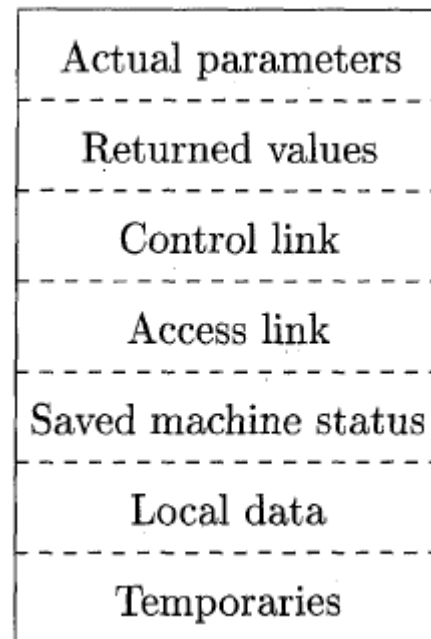 Actual parameters
Returned values
Control link
Access link
Saved machine status
Local data
Temporaries